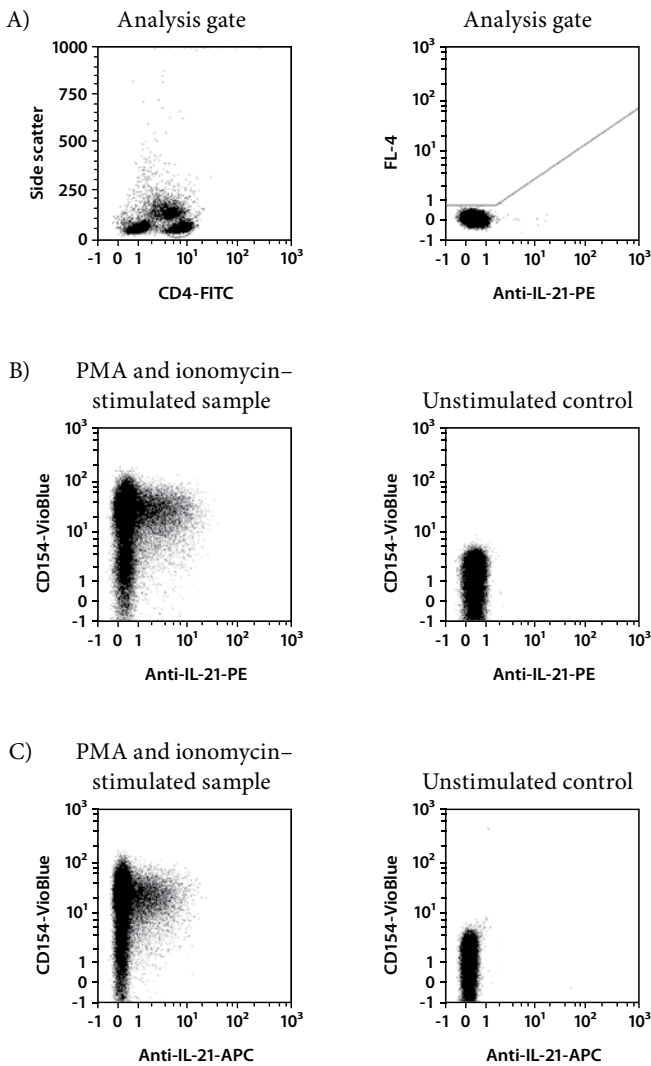 A)
Analysis gate
1000
750
500
250
0
Side scatter
-1 0 1 10¹ 10² 10³
CD4-FITC
Analysis gate
10³
10²
10¹
1
0
-1
FL-4
-1 0 1 10¹ 10² 10³
Anti-IL-21-PE
B)
PMA and ionomycin–
stimulated sample
10³
10²
10¹
1
0
-1
CD154-VioBlue
-1 0 1 10¹ 10² 10³
Anti-IL-21-PE
Unstimulated control
10³
10²
10¹
1
0
-1
CD154-VioBlue
-1 0 1 10¹ 10² 10³
Anti-IL-21-PE
C)
PMA and ionomycin–
stimulated sample
10³
10²
10¹
1
0
-1
CD154-VioBlue
-1 0 1 10¹ 10² 10³
Anti-IL-21-APC
Unstimulated control
10³
10²
10¹
1
0
-1
CD154-VioBlue
-1 0 1 10¹ 10² 10³
Anti-IL-21-APC